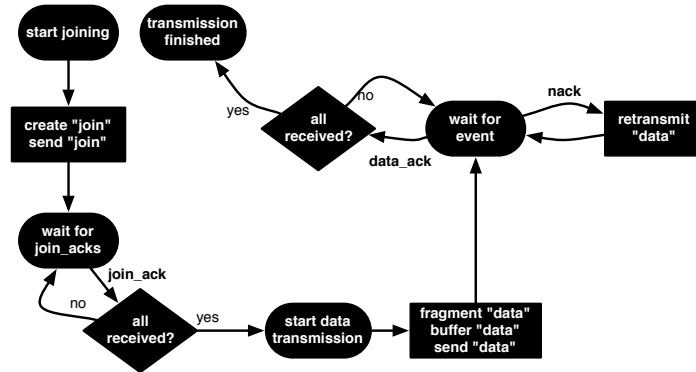 start joining
transmission
finished
create "join"
send "join"
yes
all
received?
no
wait for
event
nack
retransmit
"data"
data_ack
wait for
join_acks
join_ack
no
all
received?
yes
start data
transmission
fragment "data"
buffer "data"
send "data"